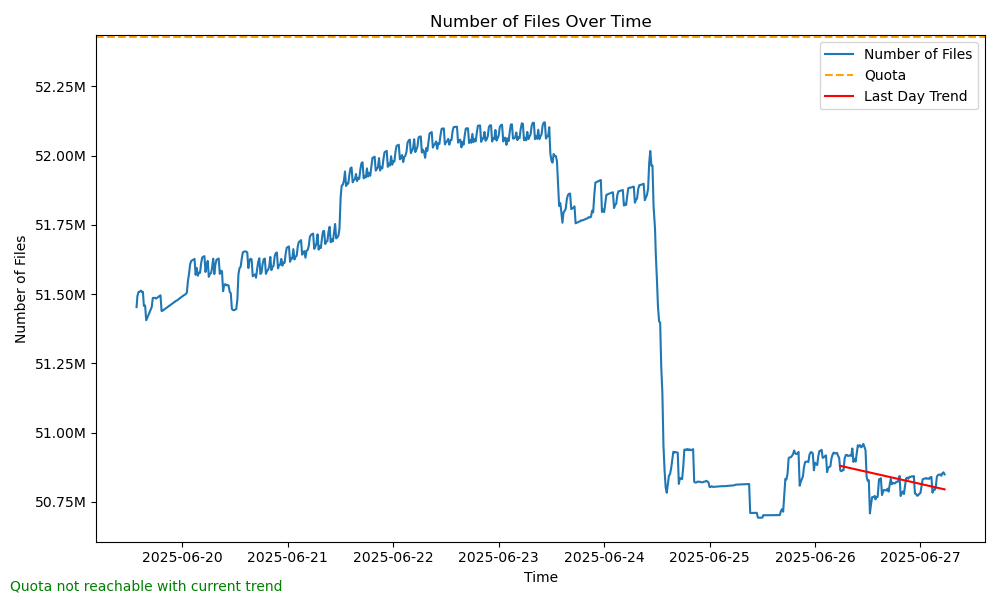 Number of Files Over Time
Number of Files
Quota
Last Day Trend
52.25M
52.00M
51.75M
51.50M
51.25M
51.00M
50.75M
Number of Files
2025-06-20
2025-06-21
2025-06-22
2025-06-23
2025-06-24
2025-06-25
2025-06-26
2025-06-27
Time
Quota not reachable with current trend